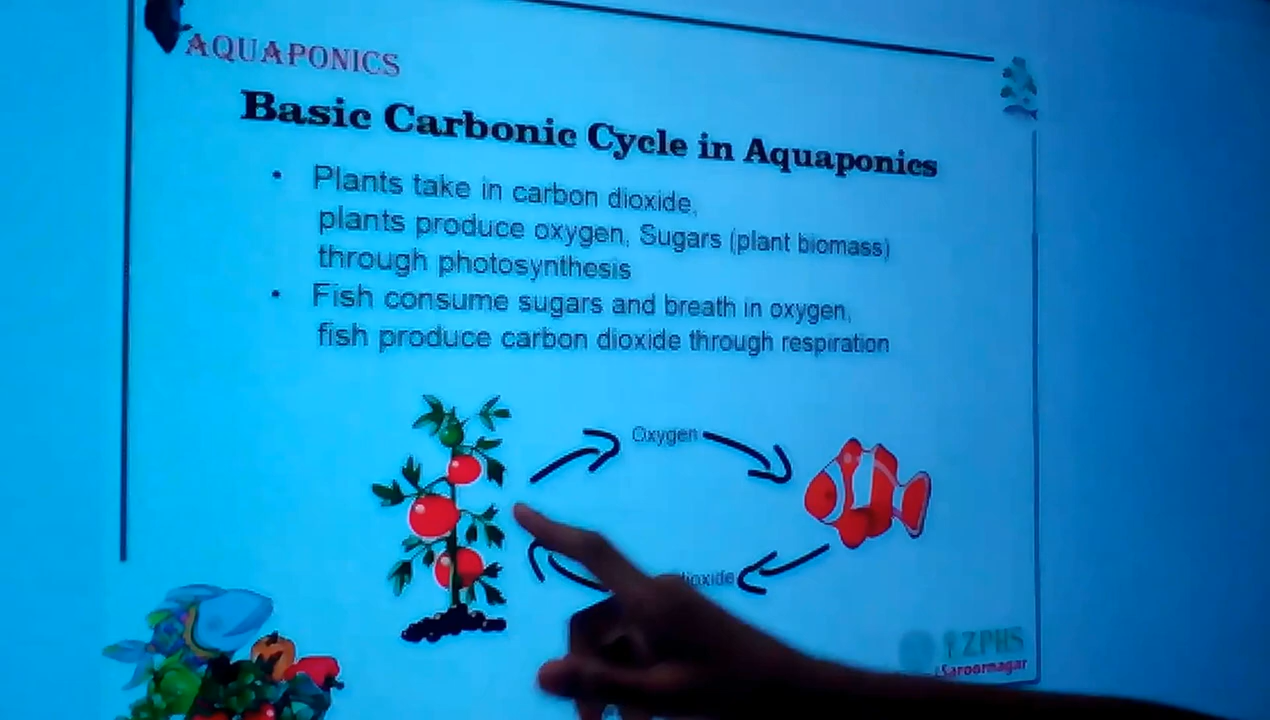 AQUAPONICS
Basic Carbonic Cycle in Aquaponics
• Plants take in carbon dioxide,
plants produce oxygen, Sugars (plant biomass)
through photosynthesis
• Fish consume sugars and breath in oxygen,
fish produce carbon dioxide through respiration
Oxygen
dioxide
ZPHS
Saroornagar